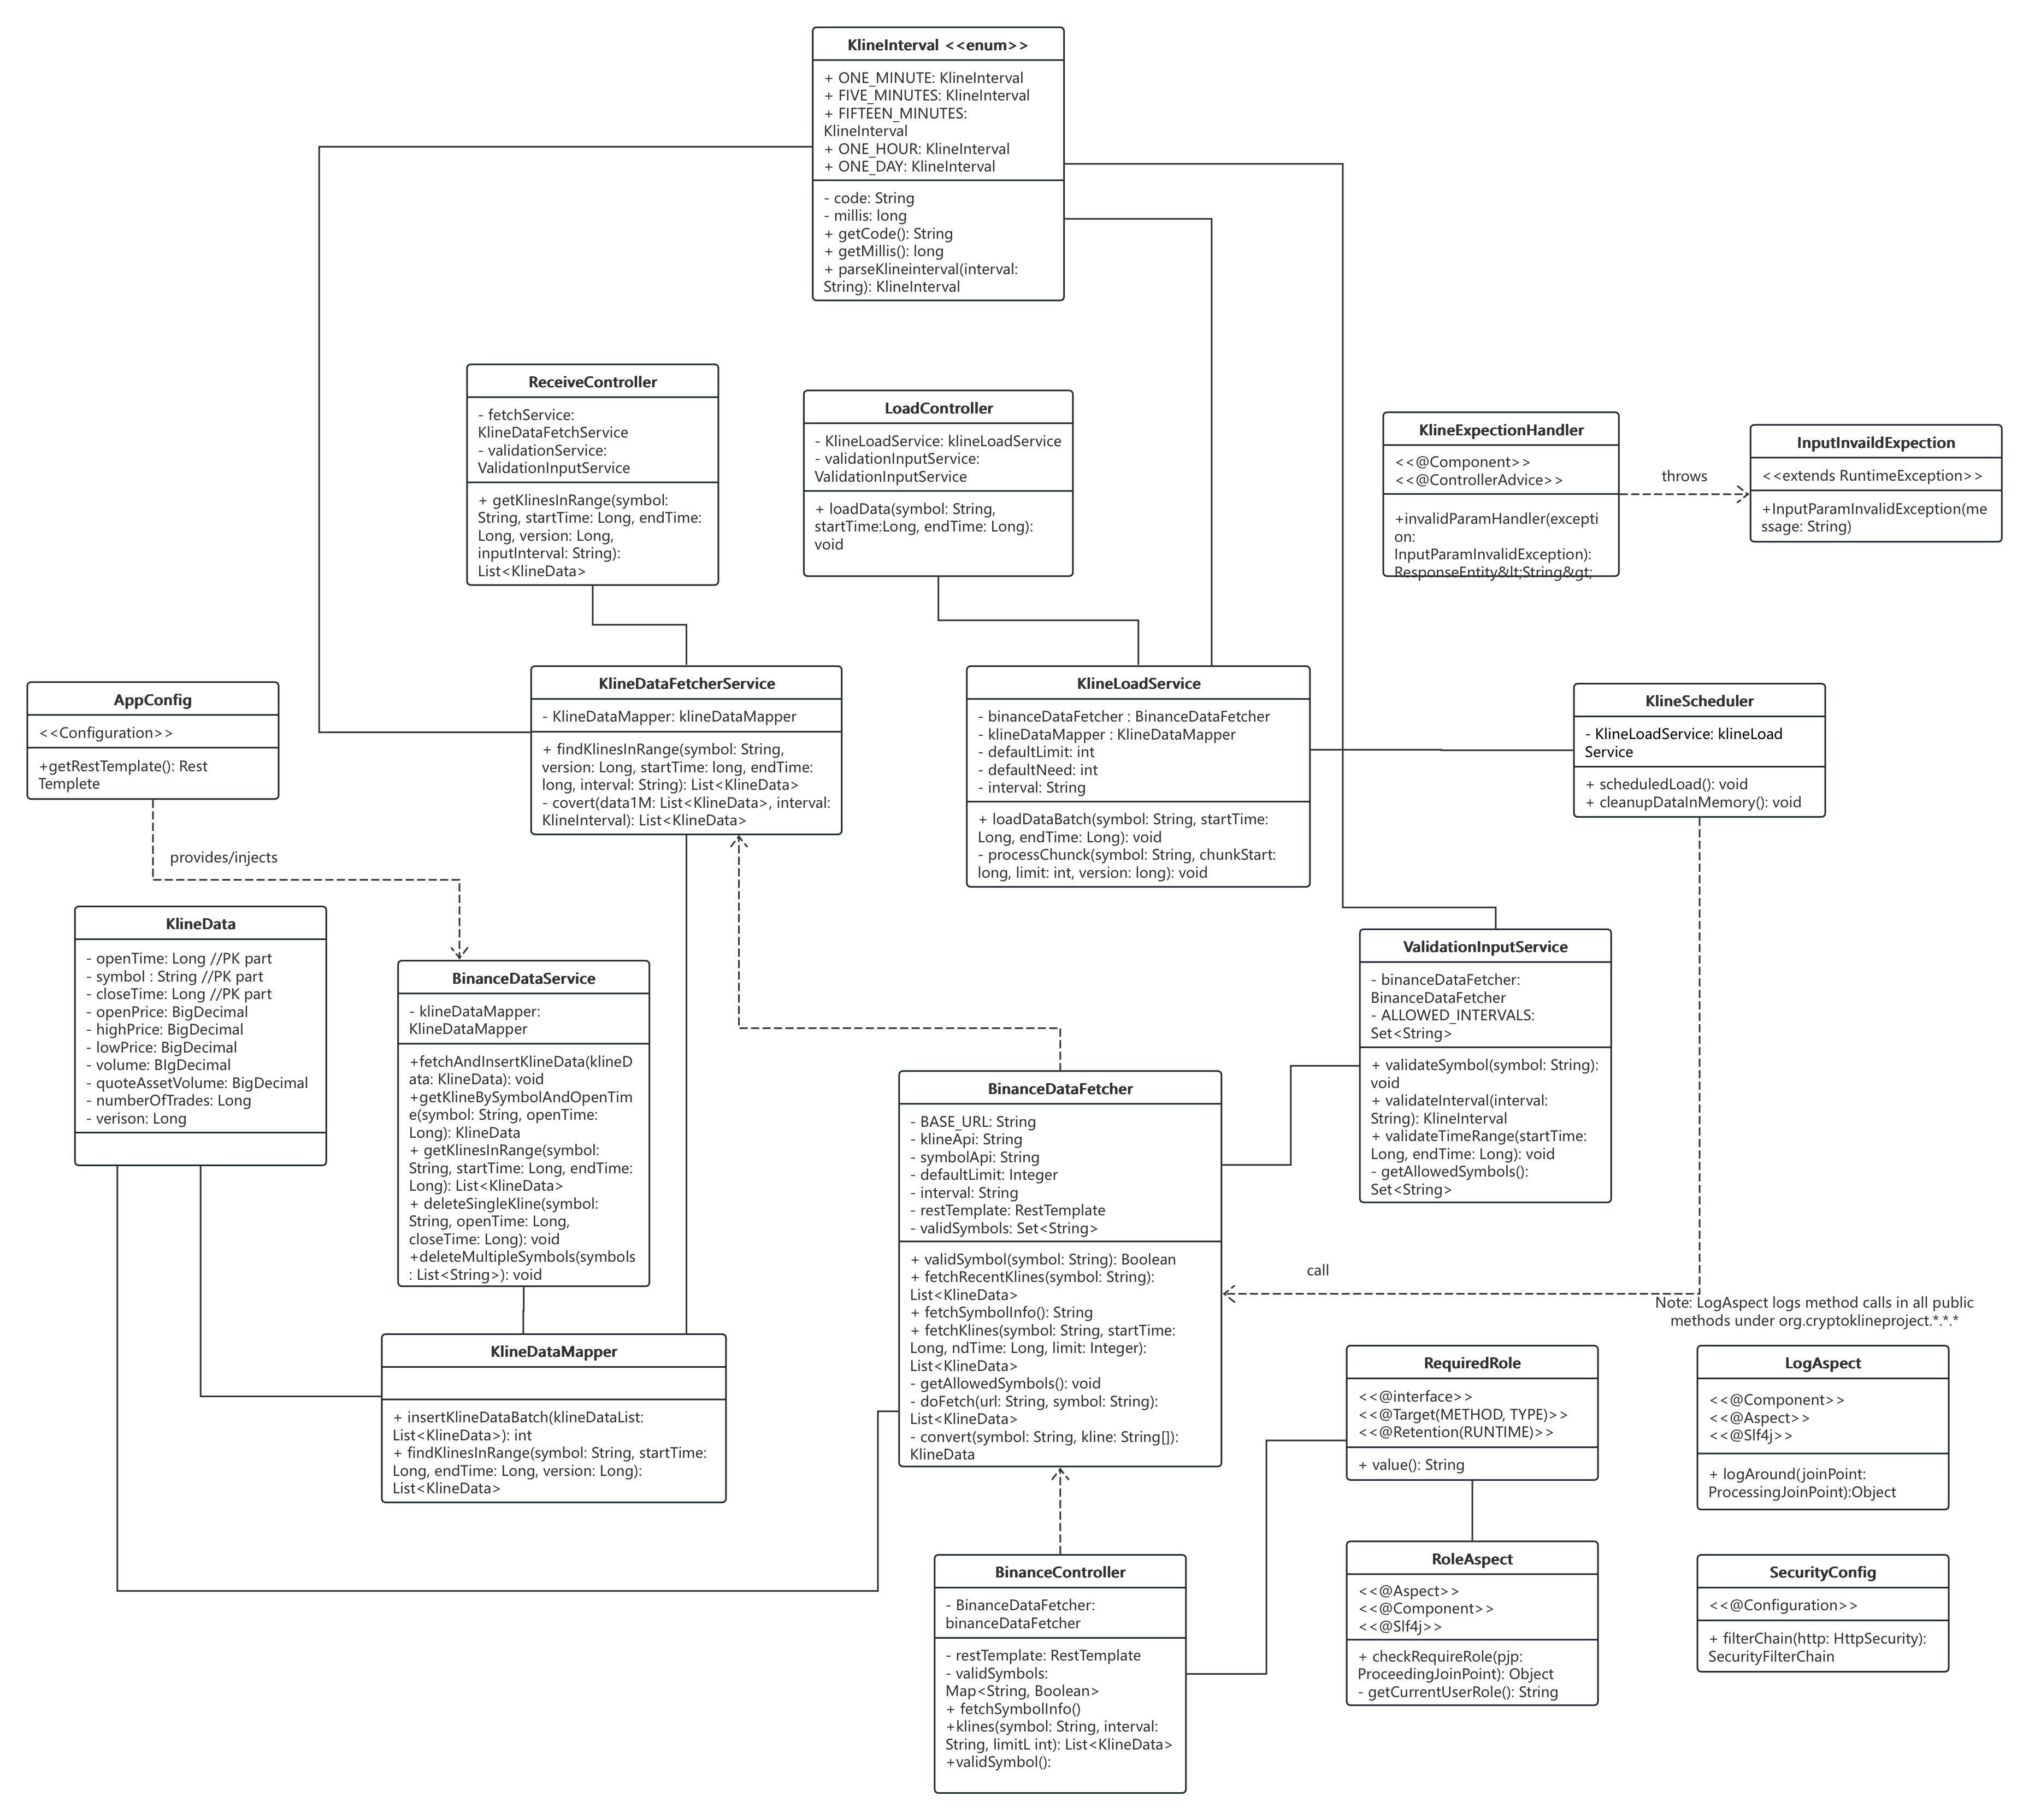 KlineInterval <<enum>>
+ ONE_MINUTE: KlineInterval
+ FIVE_MINUTES: KlineInterval
+ FIFTEEN_MINUTES:
KlineInterval
+ ONE_HOUR: KlineInterval
+ ONE_DAY: KlineInterval
- code: String
- millis: long
+ getCode(): String
+ getMillis(): long
+ parseKlineinterval(interval:
String): KlineInterval
ReceiveController
- fetchService:
KlineDataFetchService
- validationService:
ValidationInputService
+ getKlinesInRange(symbol:
String, startTime: Long, endTime:
Long, version: Long,
inputInterval: String):
List<KlineData>
LoadController
- KlineLoadService: klineLoadService
- validationInputService:
ValidationInputService
+ loadData(symbol: String,
startTime:Long, endTime: Long):
void
KlineExpectionHandler
<<@Component>>
<<@ControllerAdvice>>
+invalidParamHandler(excepti
on:
InputParamInvalidException):
ResponseEntity&lt;String&gt;
throws
InputInvaildExpection
<<extends RuntimeException>>
+InputParamInvalidException(me
ssage: String)
AppConfig
<<Configuration>>
+getRestTemplate(): Rest
Templete
provides/injects
KlineDataFetcherService
- KlineDataMapper: klineDataMapper
+ findKlinesInRange(symbol: String,
version: Long, startTime: long, endTime:
long, interval: String): List<KlineData>
- covert(data1M: List<KlineData>, interval:
KlineInterval): List<KlineData>
KlineLoadService
- binanceDataFetcher : BinanceDataFetcher
- klineDataMapper : KlineDataMapper
- defaultLimit: int
- defaultNeed: int
- interval: String
+ loadDataBatch(symbol: String, startTime:
Long, endTime: Long): void
- processChunck(symbol: String, chunkStart:
long, limit: int, version: long): void
KlineScheduler
- KlineLoadService: klineLoad
Service
+ scheduledLoad(): void
+ cleanupDataInMemory(): void
KlineData
- openTime: Long //PK part
- symbol : String //PK part
- closeTime: Long //PK part
- openPrice: BigDecimal
- highPrice: BigDecimal
- lowPrice: BigDecimal
- volume: BIgDecimal
- quoteAssetVolume: BigDecimal
- numberOfTrades: Long
- verison: Long
BinanceDataService
- klineDataMapper:
KlineDataMapper
+fetchAndInsertKlineData(klineD
ata: KlineData): void
+getKlineBySymbolAndOpenTim
e(symbol: String, openTime:
Long): KlineData
+ getKlinesInRange(symbol:
String, startTime: Long, endTime:
Long): List<KlineData>
+ deleteSingleKline(symbol:
String, openTime: Long,
closeTime: Long): void
+deleteMultipleSymbols(symbols
: List<String>): void
ValidationInputService
- binanceDataFetcher:
BinanceDataFetcher
- ALLOWED_INTERVALS:
Set<String>
+ validateSymbol(symbol: String):
void
+ validateInterval(interval:
String): KlineInterval
+ validateTimeRange(startTime:
Long, endTime: Long): void
- getAllowedSymbols():
Set<String>
BinanceDataFetcher
- BASE_URL: String
- klineApi: String
- symbolApi: String
- defaultLimit: Integer
- interval: String
- restTemplate: RestTemplate
- validSymbols: Set<String>
+ validSymbol(symbol: String): Boolean
+ fetchRecentKlines(symbol: String):
List<KlineData>
+ fetchSymbolInfo(): String
+ fetchKlines(symbol: String, startTime:
Long, ndTime: Long, limit: Integer):
List<KlineData>
- getAllowedSymbols(): void
- doFetch(url: String, symbol: String):
List<KlineData>
- convert(symbol: String, kline: String[]):
KlineData
call
Note: LogAspect logs method calls in all public
methods under org.cryptoklineproject.*.*.*
KlineDataMapper
+ insertKlineDataBatch(klineDataList:
List<KlineData>): int
+ findKlinesInRange(symbol: String, startTime:
Long, endTime: Long, version: Long):
List<KlineData>
RequiredRole
<<@interface>>
<<@Target(METHOD, TYPE)>>
<<@Retention(RUNTIME)>>
+ value(): String
LogAspect
<<@Component>>
<<@Aspect>>
<<@Slf4j>>
+ logAround(joinPoint:
ProcessingJoinPoint):Object
BinanceController
- BinanceDataFetcher:
binanceDataFetcher
- restTemplate: RestTemplate
- validSymbols:
Map<String, Boolean>
+ fetchSymbolInfo()
+klines(symbol: String, interval:
String, limitL int): List<KlineData>
+validSymbol():
RoleAspect
<<@Aspect>>
<<@Component>>
<<@Slf4j>>
+ checkRequireRole(pjp:
ProceedingJoinPoint): Object
- getCurrentUserRole(): String
SecurityConfig
<<@Configuration>>
+ filterChain(http: HttpSecurity):
SecurityFilterChain